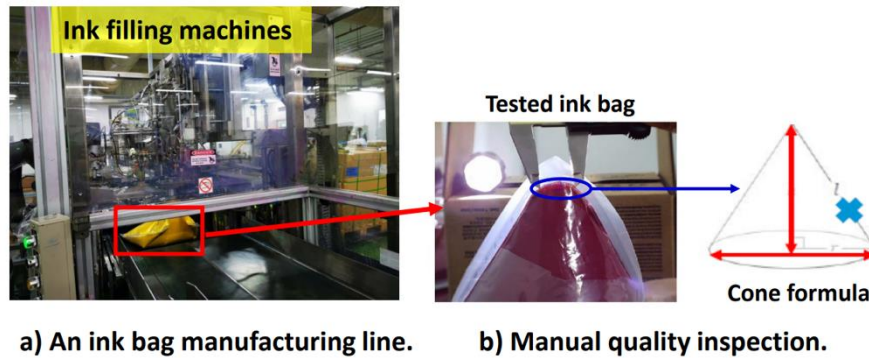 Ink filling machines
Tested ink bag
l
r
Cone formula
a) An ink bag manufacturing line.
b) Manual quality inspection.